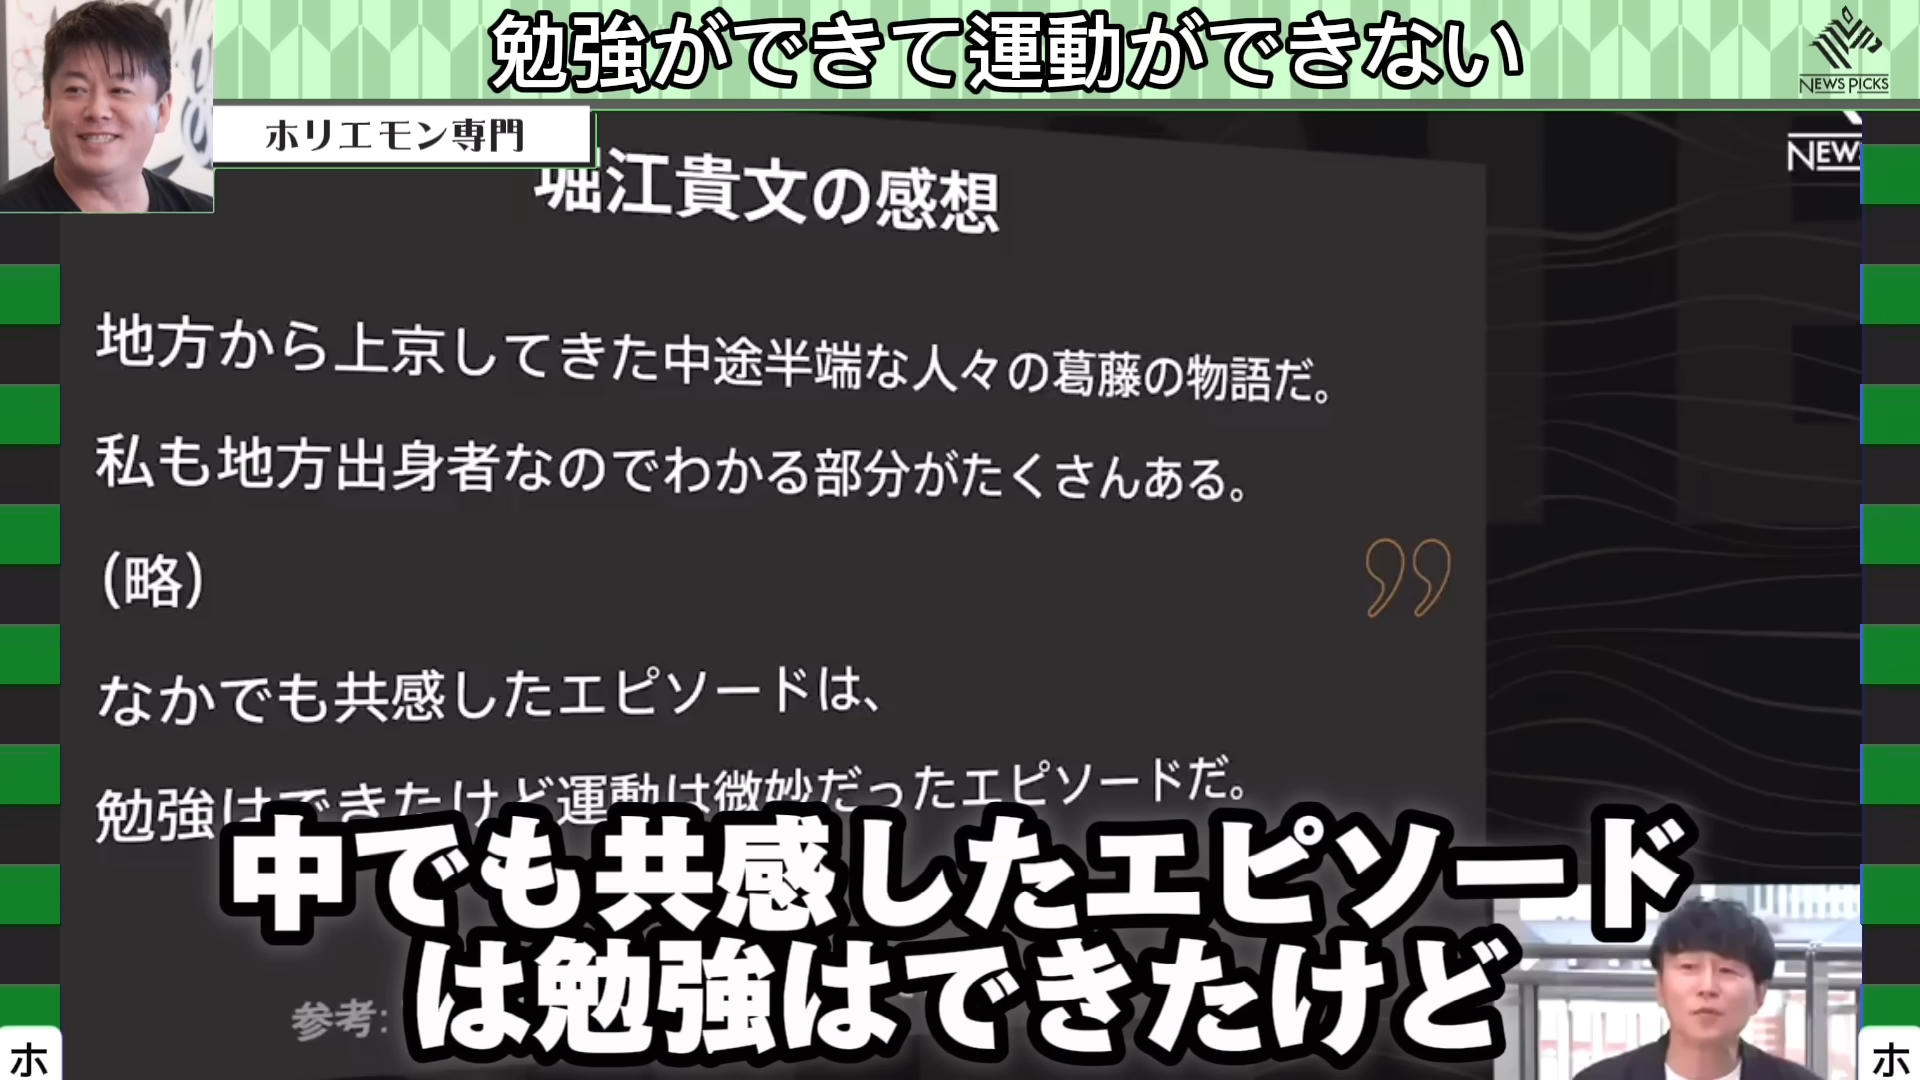 勉強ができて運動ができない
NEWS PICKS
ホリエモン専門
堀江貴文の感想
NEW
地方から上京してきた中途半端な人々の葛藤の物語だ。
私も地方出身者なのでわかる部分がたくさんある。
（略）
なかでも共感したエピソードは、
勉強はできたけど運動は微妙だったエピソードだ。
中でも共感したエピソード
は勉強はできたけど
参考:
ホ
ホ